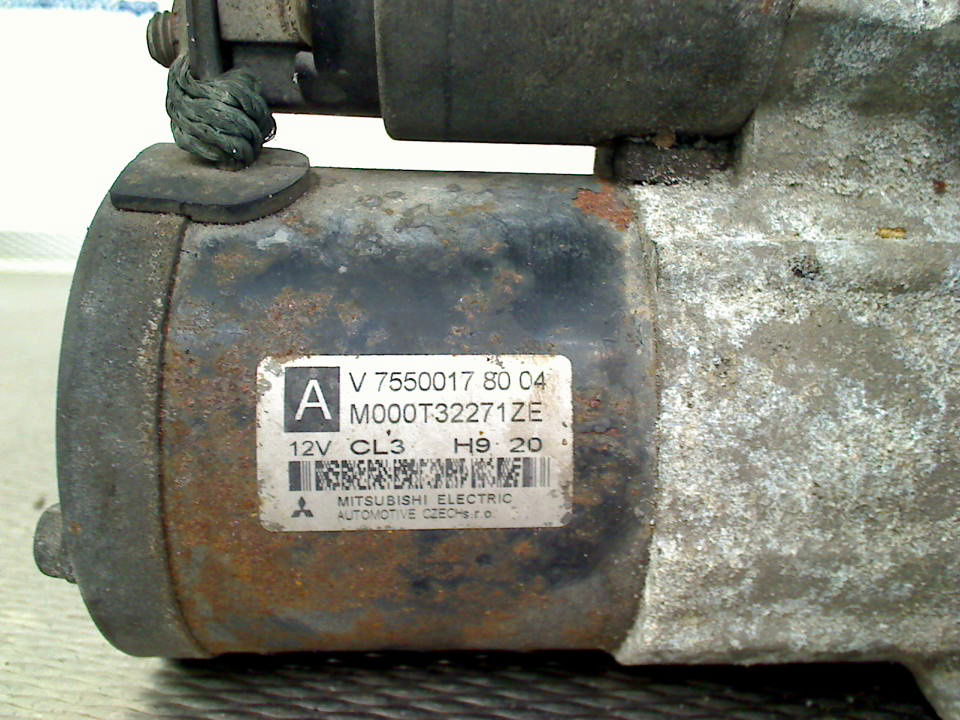 A
V 7550017 80 04
M000T32271ZE
12V CL3 H9 20
MITSUBISHI ELECTRIC
AUTOMOTIVE CZECH s.r.o.